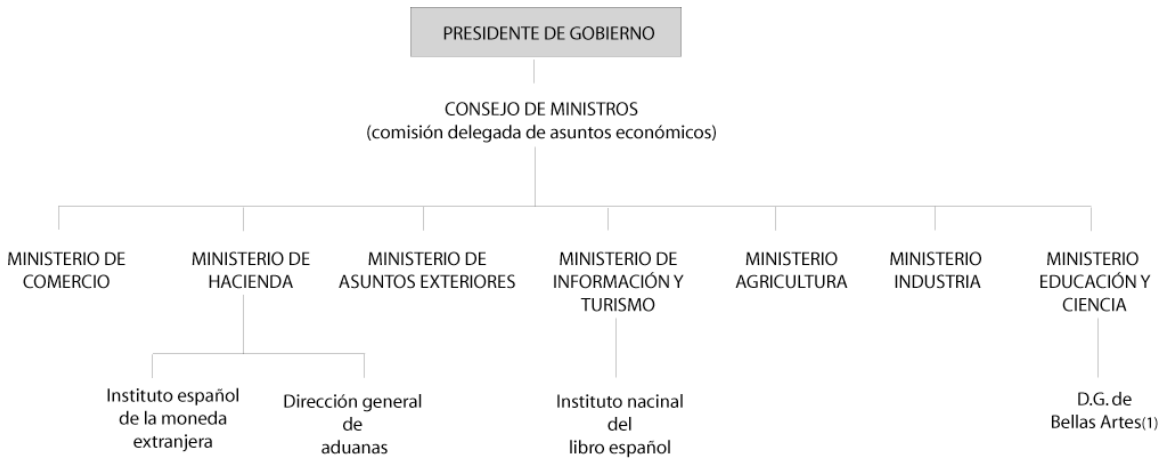 PRESIDENTE DE GOBIERNO
CONSEJO DE MINISTROS
(comisión delegada de asuntos económicos)
MINISTERIO DE
COMERCIO
MINISTERIO DE
HACIENDA
MINISTERIO DE
ASUNTOS EXTERIORES
MINISTERIO DE
INFORMACIÓN Y
TURISMO
MINISTERIO
AGRICULTURA
MINISTERIO
INDUSTRIA
MINISTERIO
EDUCACIÓN Y
CIENCIA
Instituto español
de la moneda
extranjera
Dirección general
de
aduanas
Instituto nacinal
del
libro español
D.G. de
Bellas Artes(1)